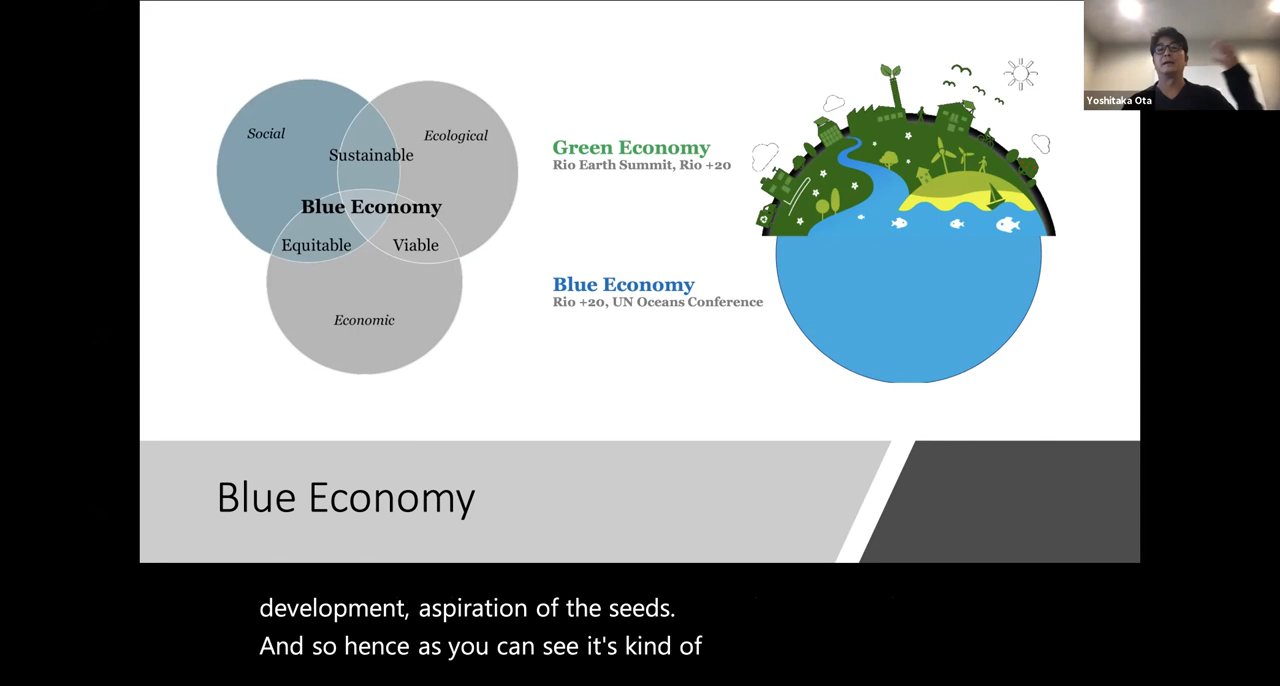 Social
Ecological
Sustainable
Blue Economy
Equitable
Viable
Economic
Green Economy
Rio Earth Summit, Rio +20
Blue Economy
Rio +20, UN Oceans Conference
Yoshitaka Ota
Blue Economy
development, aspiration of the seeds.
And so hence as you can see it's kind of